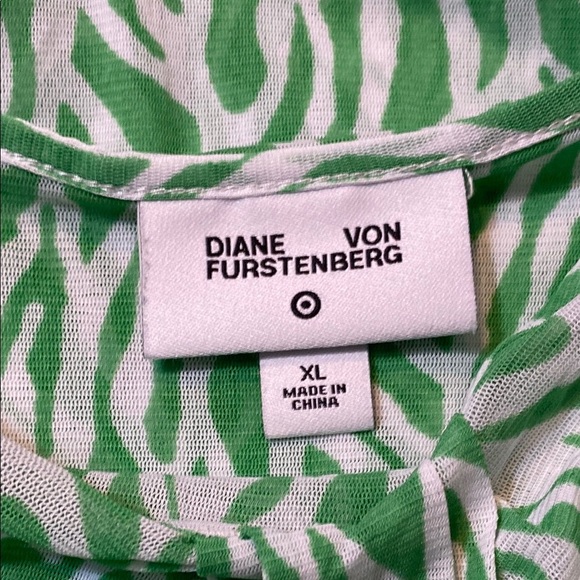 DIANE VON
FURSTENBERG
XL
MADE IN
CHINA